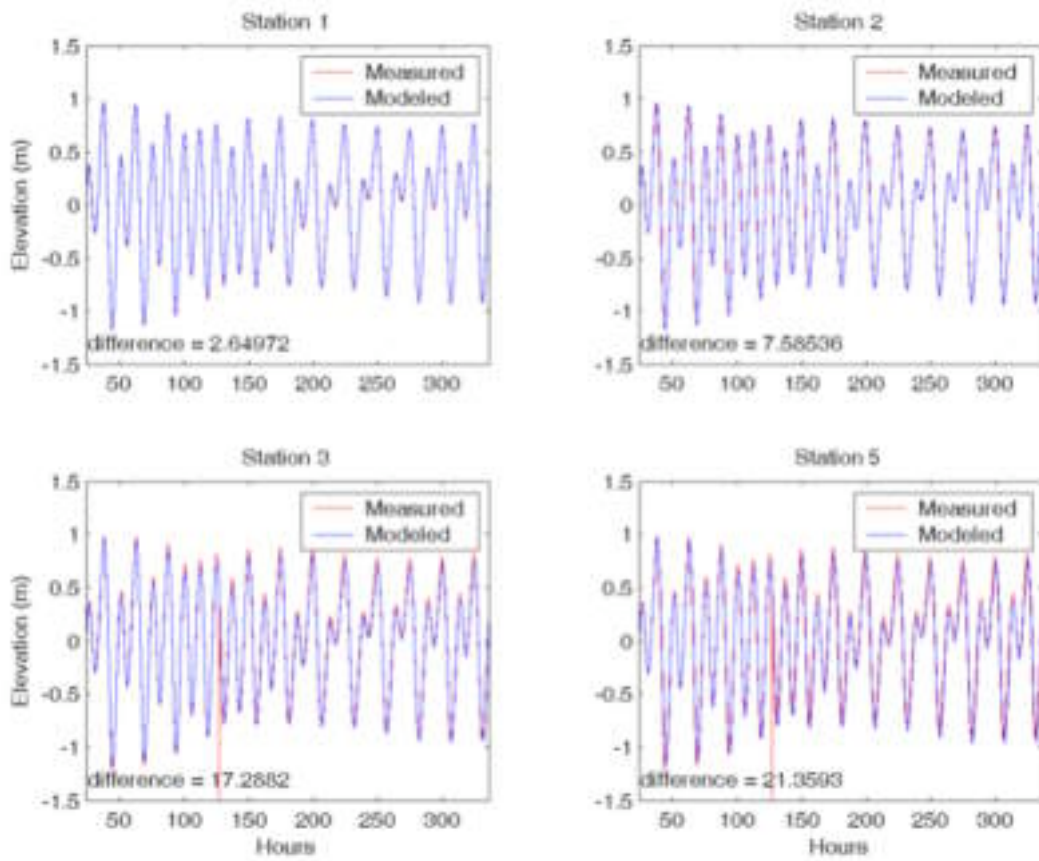 Station 1
1.5
1
0.5
0
-0.5
-1
-1.5
Elevation (m)
Measured
Modeled
difference = 2.64972
50 100 150 200 250 300
Station 2
1.5
1
0.5
0
-0.5
-1
-1.5
Measured
Modeled
difference = 7.58536
50 100 150 200 250 300
Station 3
1.5
1
0.5
0
-0.5
-1
-1.5
Elevation (m)
Measured
Modeled
difference = 17.2882
50 100 150 200 250 300
Hours
Station 5
1.5
1
0.5
0
-0.5
-1
-1.5
Measured
Modeled
difference = 21.3593
50 100 150 200 250 300
Hours